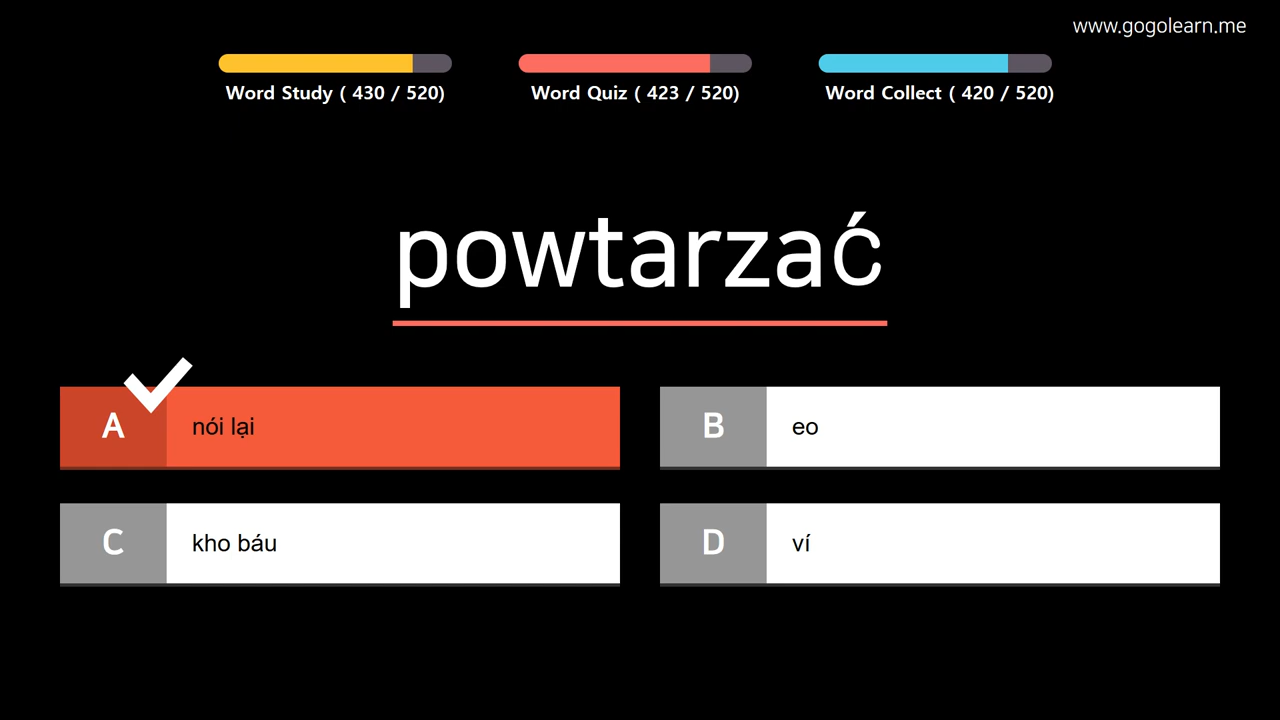 www.gogolearn.me
Word Study ( 430 / 520)
Word Quiz ( 423 / 520)
Word Collect ( 420 / 520)
powtarzać
A nói lại
B eo
C kho báu
D ví